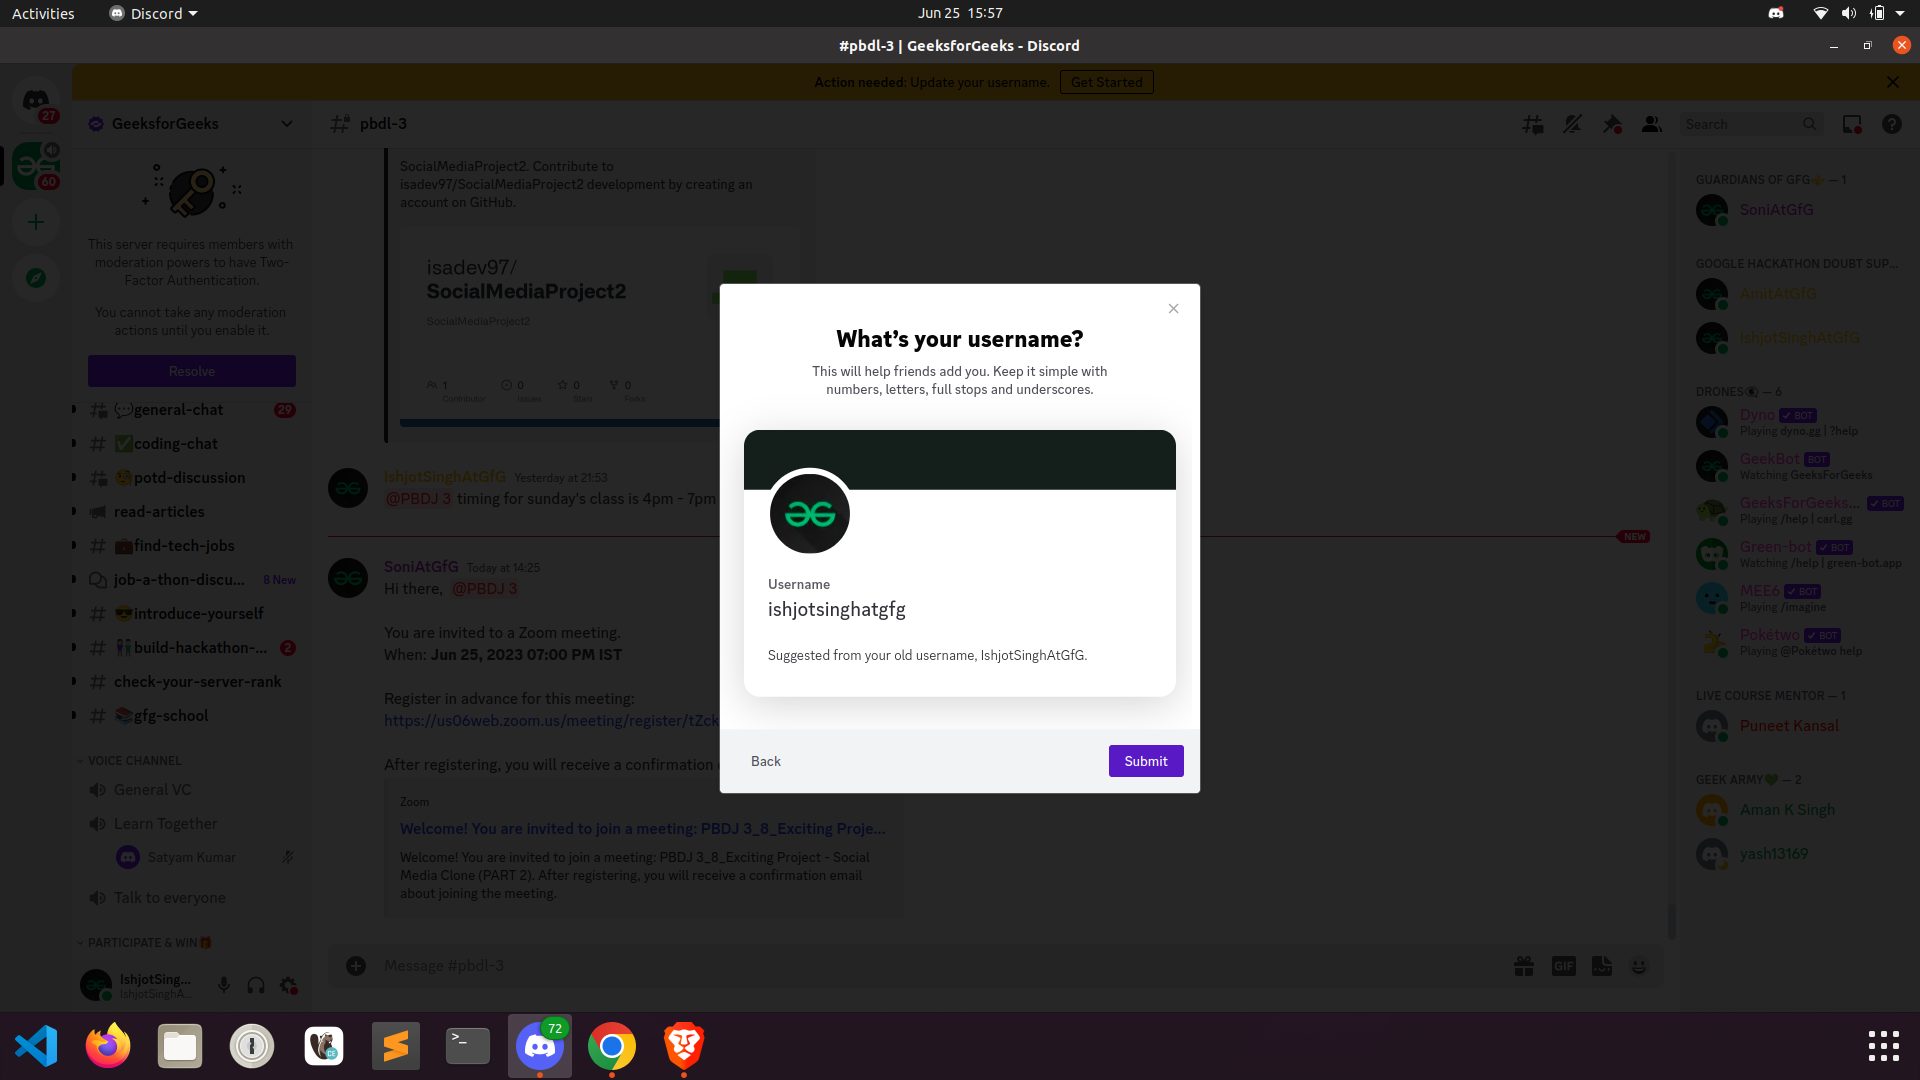 Activities
Discord
Jun 25 15:57
#pbdl-3 | GeeksforGeeks - Discord
Action needed: Update your username.
Get Started
27
60
GeeksforGeeks
pbdl-3
Search
This server requires members with
moderation powers to have Two-
Factor Authentication.
You cannot take any moderation
actions until you enable it.
Resolve
general-chat
29
coding-chat
potd-discussion
read-articles
find-tech-jobs
job-a-thon-discu...
8 New
introduce-yourself
build-hackathon-...
2
check-your-server-rank
gfg-school
VOICE CHANNEL
General VC
Learn Together
Satyam Kumar
Talk to everyone
PARTICIPATE & WIN
IshjotSing...
IshjotSinghA...
SocialMediaProject2. Contribute to
isadev97/SocialMediaProject2 development by creating an
account on GitHub.
isadev97/
SocialMediaProject2
SocialMediaProject2
1
Contributor
0
Issues
0
Stars
0
Forks
IshjotSinghAtGfG Yesterday at 21:53
@PBDJ 3 timing for sunday's class is 4pm - 7pm
NEW
SoniAtGfG Today at 14:25
Hi there, @PBDJ 3
You are invited to a Zoom meeting.
When: Jun 25, 2023 07:00 PM IST
Register in advance for this meeting:
https://us06web.zoom.us/meeting/register/tZck
After registering, you will receive a confirmation
Zoom
Welcome! You are invited to join a meeting: PBDJ 3_8_Exciting Proje...
Welcome! You are invited to join a meeting: PBDJ 3_8_Exciting Project - Social
Media Clone (PART 2). After registering, you will receive a confirmation email
about joining the meeting.
Message #pbdl-3
GIF
What's your username?
This will help friends add you. Keep it simple with
numbers, letters, full stops and underscores.
Username
ishjotsinghatgfg
Suggested from your old username, IshjotSinghAtGfG.
Back
Submit
GUARDIANS OF GFG — 1
SoniAtGfG
GOOGLE HACKATHON DOUBT SUP...
AmitAtGfG
IshjotSinghAtGfG
DRONES — 6
Dyno BOT
Playing dyno.gg | ?help
GeekBot BOT
Watching GeeksForGeeks
GeeksForGeeks... BOT
Playing /help | carl.gg
Green-bot BOT
Watching /help | green-bot.app
MEE6 BOT
Playing /imagine
Pokétwo BOT
Playing @Pokétwo help
LIVE COURSE MENTOR — 1
Puneet Kansal
GEEK ARMY — 2
Aman K Singh
yash13169
CE
>_
72